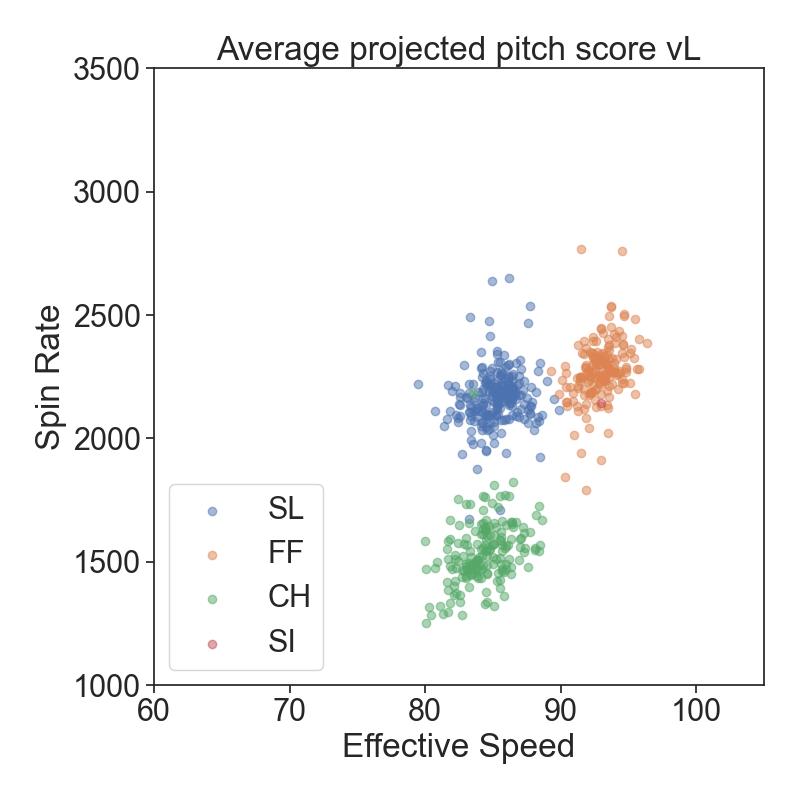 Average projected pitch score vL
3500
3000
2500
2000
1500
1000
Spin Rate
SL
FF
CH
SI
60 70 80 90 100
Effective Speed